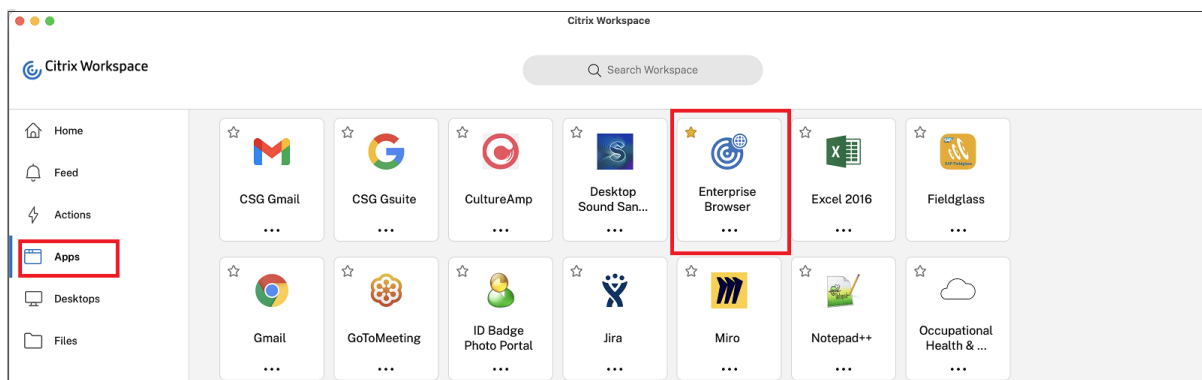 Citrix Workspace
Citrix Workspace
Search Workspace
Home
Feed
Actions
Apps
Desktops
Files
CSG Gmail
CSG Gsuite
CultureAmp
Desktop
Sound San...
Enterprise
Browser
Excel 2016
Fieldglass
Gmail
GoToMeeting
ID Badge
Photo Portal
Jira
Miro
Notepad++
Occupational
Health & ...